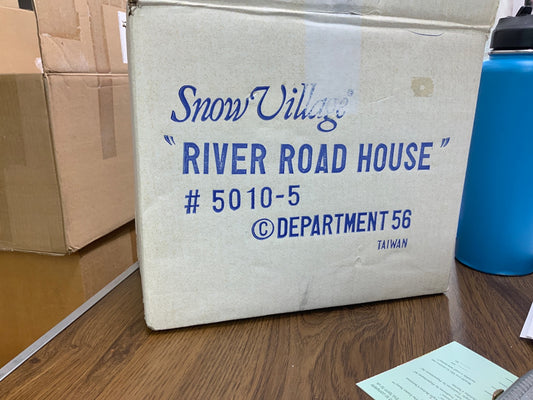 Snow Village®
"RIVER ROAD HOUSE"
# 5010-5
© DEPARTMENT 56
TAIWAN